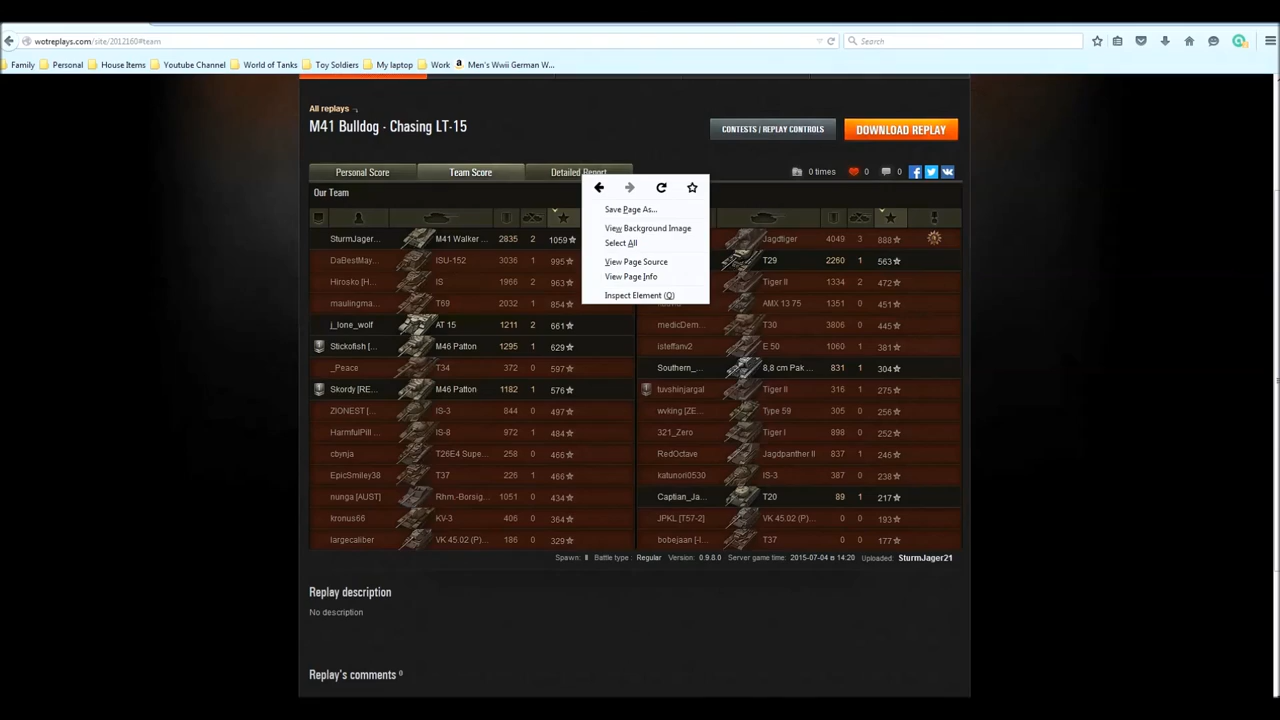 wotreplays.com/site/2012160#team
Search
Family Personal House Items Youtube Channel World of Tanks Toy Soldiers My laptop Work Men's Wwii German W...
All replays
M41 Bulldog - Chasing LT-15
CONTESTS / REPLAY CONTROLS
DOWNLOAD REPLAY
Personal Score Team Score Detailed Report 0 times 0 0
Our Team
Save Page As...
View Background Image
Select All
View Page Source
View Page Info
Inspect Element (Q)
SturmJager... M41 Walker ... 2835 2 1059 Jagdtiger 4049 3 888
DaBestMay... ISU-152 3036 1 995 T29 2260 1 563
Hirosko [H... IS 1966 2 963 Tiger II 1334 2 472
maulingma... T69 2032 1 854 AMX 13 75 1351 0 451
j_lone_wolf AT 15 1211 2 661 medicDem... T30 3806 0 445
Stickofish [... M46 Patton 1295 1 629 isteffanv2 E 50 1060 1 381
_Peace T34 372 0 597 Southern_... 8,8 cm Pak ... 831 1 304
Skordy [RE... M46 Patton 1182 1 576 tuvshinjargal Tiger II 316 1 275
ZIONEST [... IS-3 844 0 497 wvking [ZE... Type 59 305 0 256
HarmfulPill ... IS-8 972 1 484 321_Zero Tiger I 898 0 252
cbynja T26E4 Supe... 258 0 466 RedOctave Jagdpanther II 837 1 246
EpicSmiley38 T37 226 1 466 katunori0530 IS-3 387 0 238
nunga [AUST] Rhm.-Borsig... 1051 0 434 Captian_Ja... T20 89 1 217
kronus66 KV-3 406 0 364 JPKL [T57-2] VK 45.02 (P)... 0 0 193
largecaliber VK 45.02 (P)... 186 0 329 bobejaan [-I... T37 0 0 177
Spawn: II Battle type: Regular Version: 0.9.8.0 Server game time: 2015-07-04 в 14:20 Uploaded: SturmJager21
Replay description
No description
Replay's comments 0